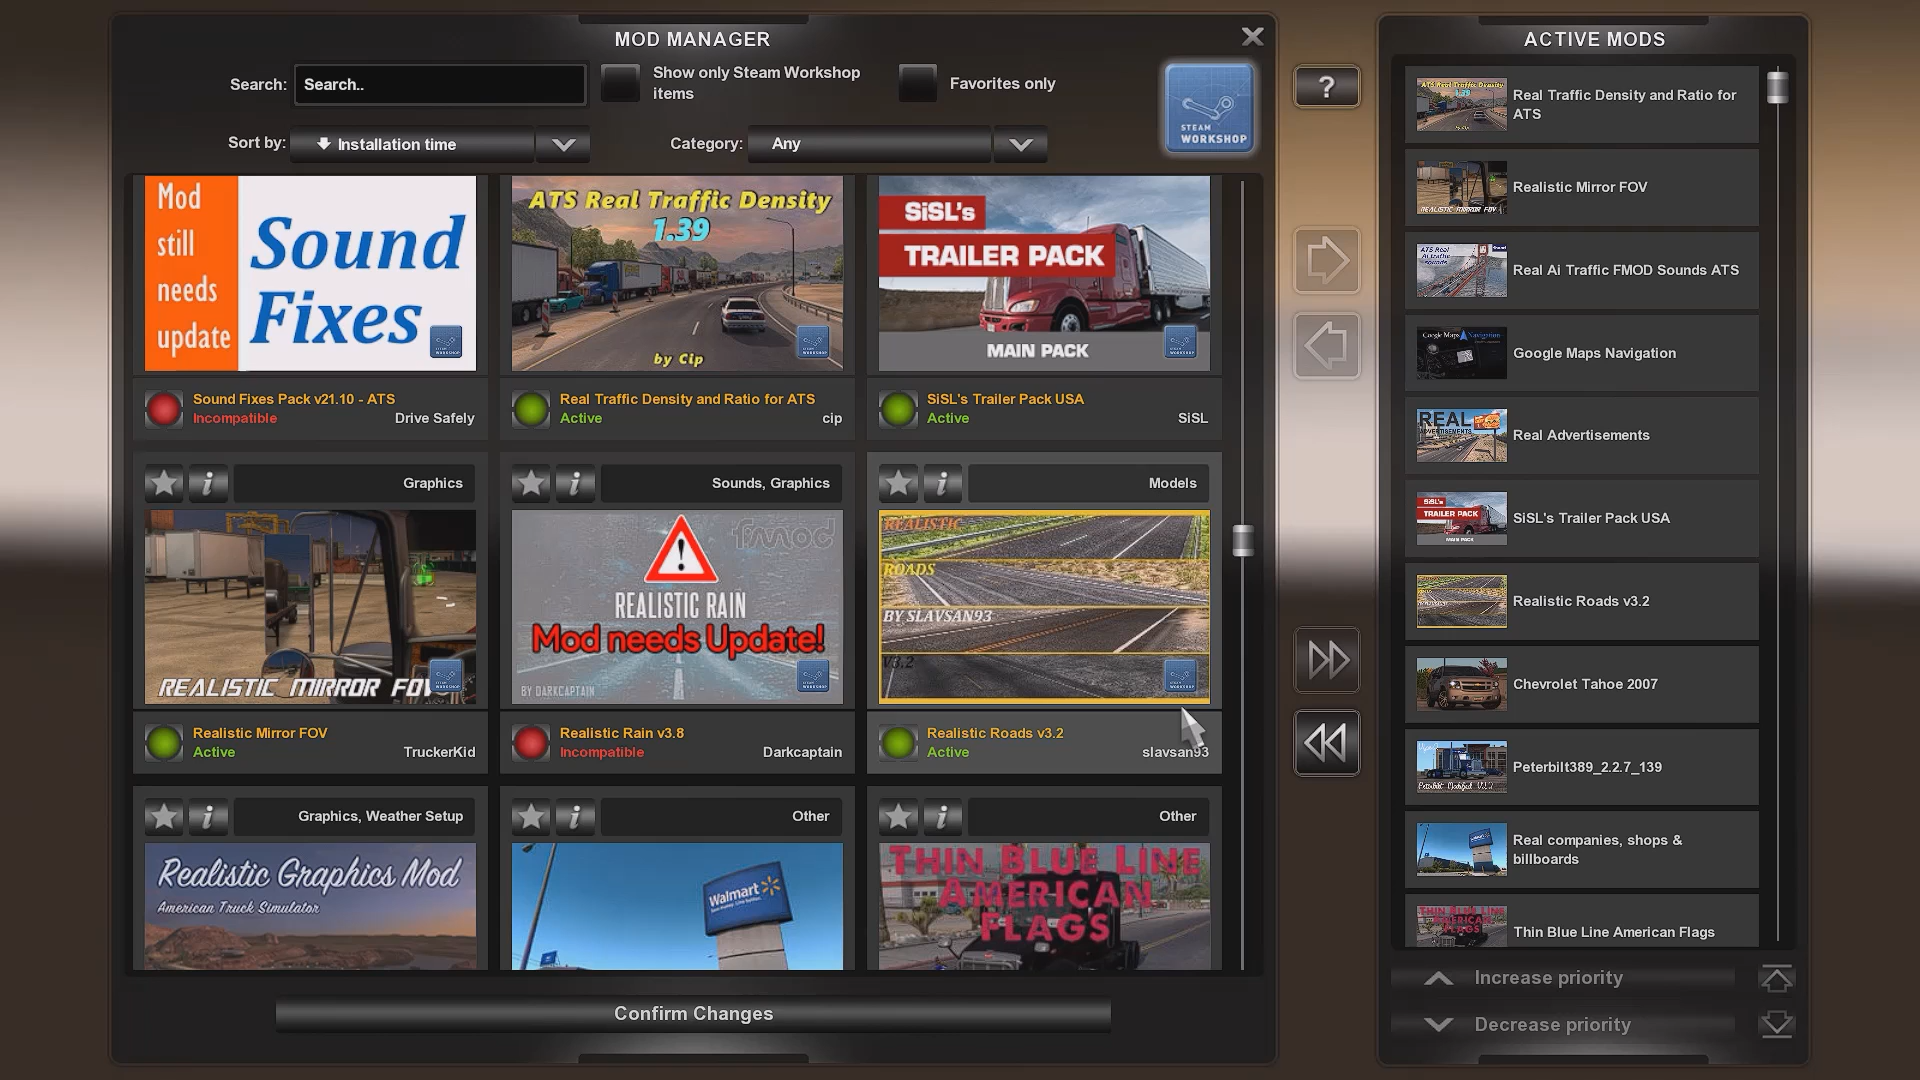 MOD MANAGER
Search:
Search..
Show only Steam Workshop
items
Favorites only
STEAM
WORKSHOP
Sort by:
Installation time
Category:
Any
Mod
still
needs
update
Sound
Fixes
ATS Real Traffic Density
1.39
by Cip
SiSL's
TRAILER PACK
MAIN PACK
Sound Fixes Pack v21.10 - ATS
Incompatible
Drive Safely
Real Traffic Density and Ratio for ATS
Active
cip
SiSL's Trailer Pack USA
Active
SiSL
Graphics
Sounds, Graphics
Models
REALISTIC MIRROR FOV
fmod
REALISTIC RAIN
Mod needs Update!
BY DARKCAPTAIN
REALISTIC
ROADS
BY SLAVSAN93
V3.2
Realistic Mirror FOV
Active
TruckerKid
Realistic Rain v3.8
Incompatible
Darkcaptain
Realistic Roads v3.2
Active
slavsan93
Graphics, Weather Setup
Other
Other
Realistic Graphics Mod
American Truck Simulator
Walmart
THIN BLUE LINE
AMERICAN
FLAGS
Confirm Changes
?
ACTIVE MODS
Real Traffic Density and Ratio for
ATS
Realistic Mirror FOV
Real Ai Traffic FMOD Sounds ATS
Google Maps Navigation
Real Advertisements
SiSL's Trailer Pack USA
Realistic Roads v3.2
Chevrolet Tahoe 2007
Peterbilt389_2.2.7_139
Real companies, shops &
billboards
Thin Blue Line American Flags
Increase priority
Decrease priority